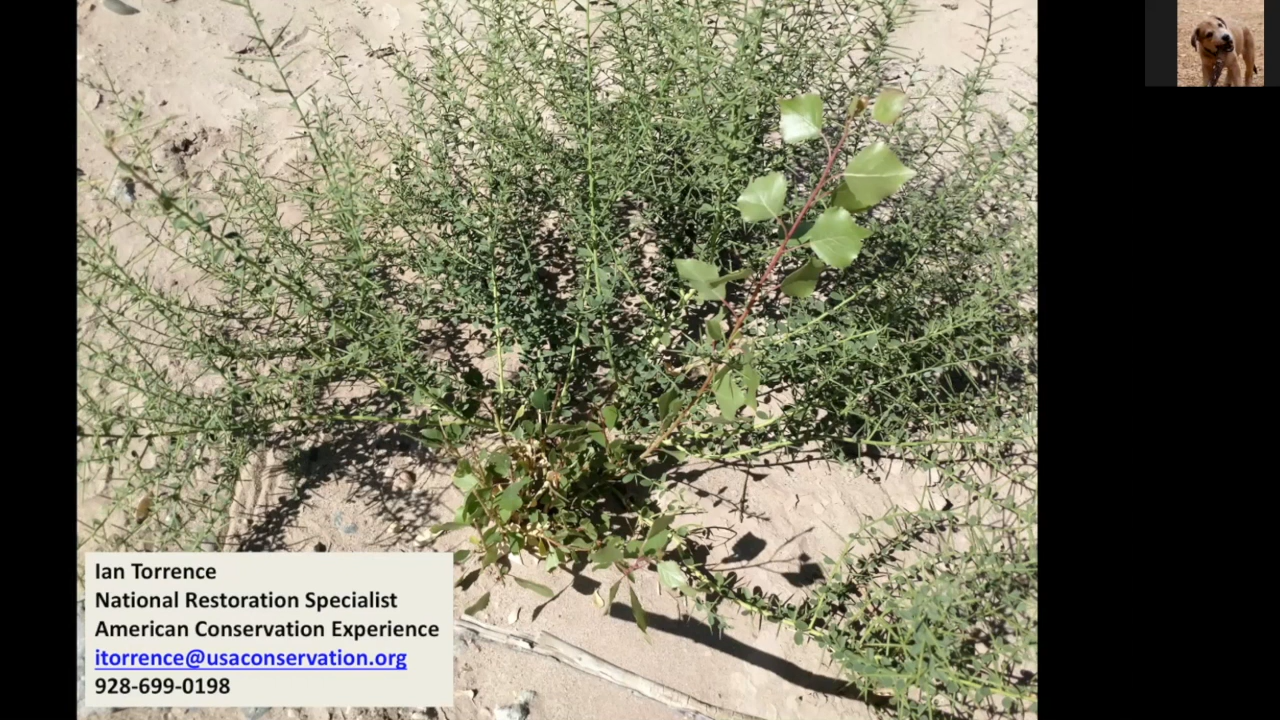 Ian Torrence
National Restoration Specialist
American Conservation Experience
itorrence@usaconservation.org
928-699-0198